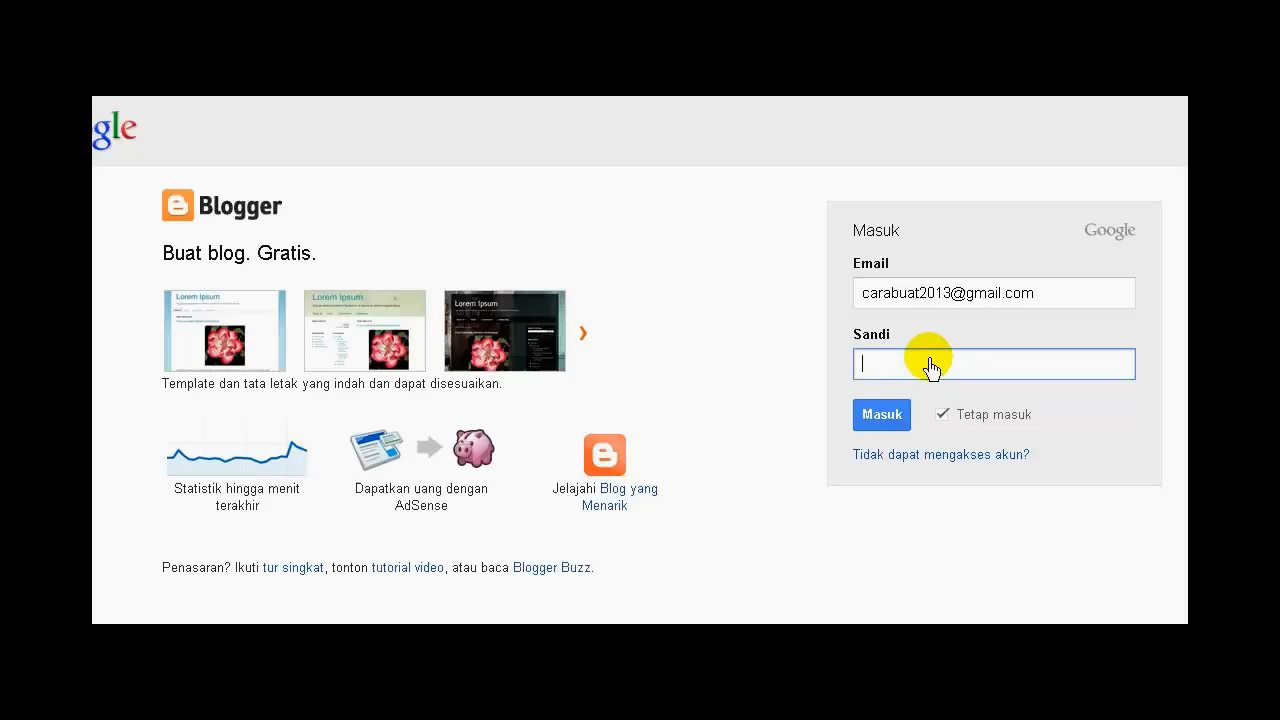 gle
Blogger
Buat blog. Gratis.
Lorem Ipsum
Lorem Ipsum
Lorem Ipsum
Template dan tata letak yang indah dan dapat disesuaikan.
Statistik hingga menit
terakhir
Dapatkan uang dengan
AdSense
Jelajahi Blog yang
Menarik
Penasaran? Ikuti tur singkat, tonton tutorial video, atau baca Blogger Buzz.
Masuk
Google
Email
carabuat2013@gmail.com
Sandi
Masuk
Tetap masuk
Tidak dapat mengakses akun?